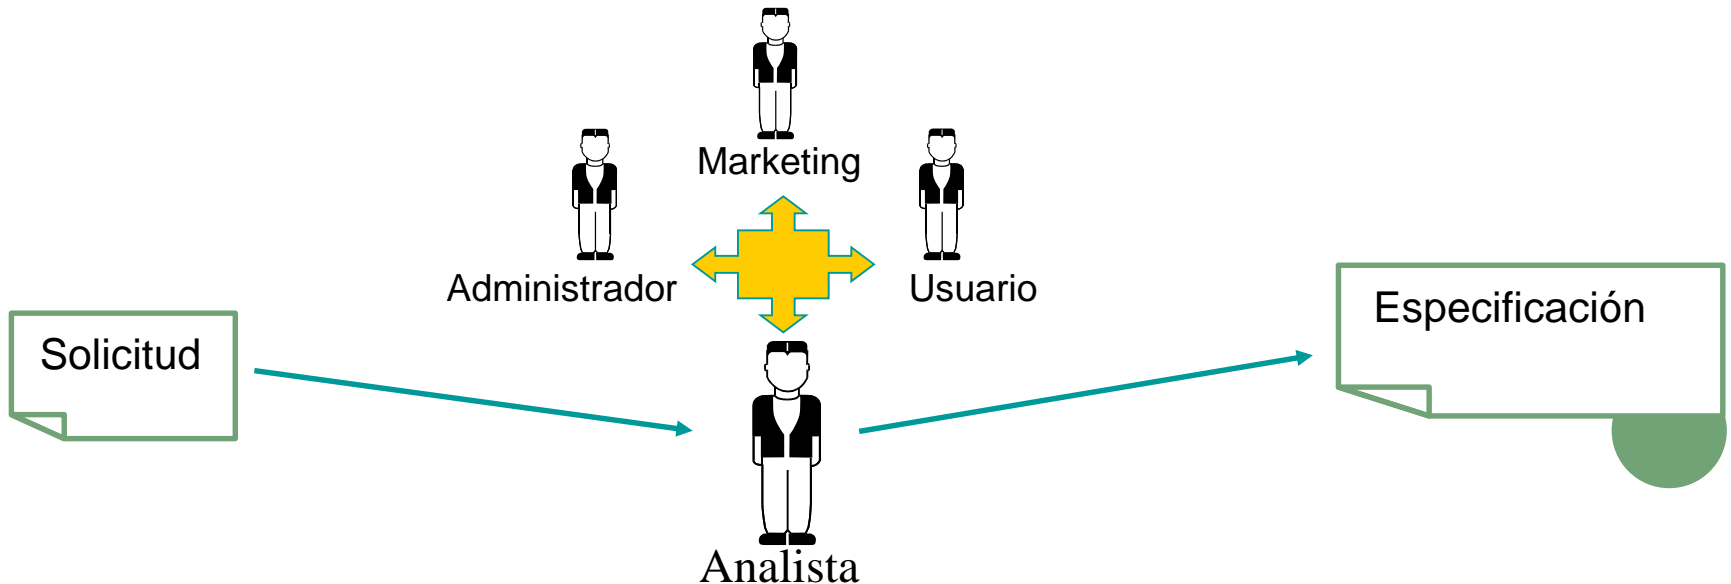 Marketing
Administrador
Usuario
Solicitud
Especificación
Analista